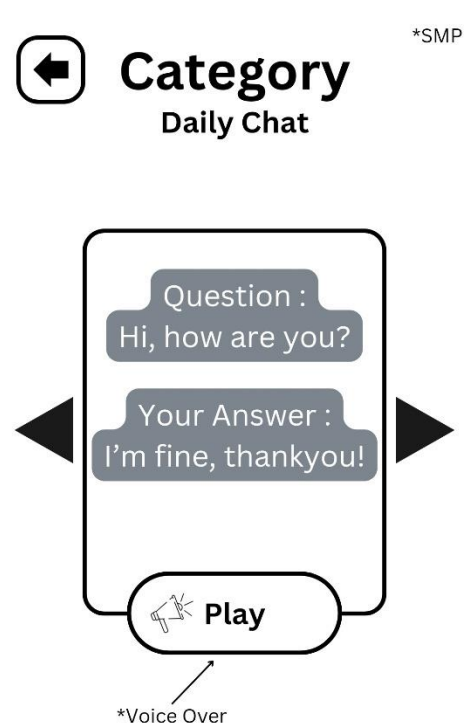 *SMP
Category
Daily Chat
Question :
Hi, how are you?
Your Answer :
I’m fine, thankyou!
Play
*Voice Over